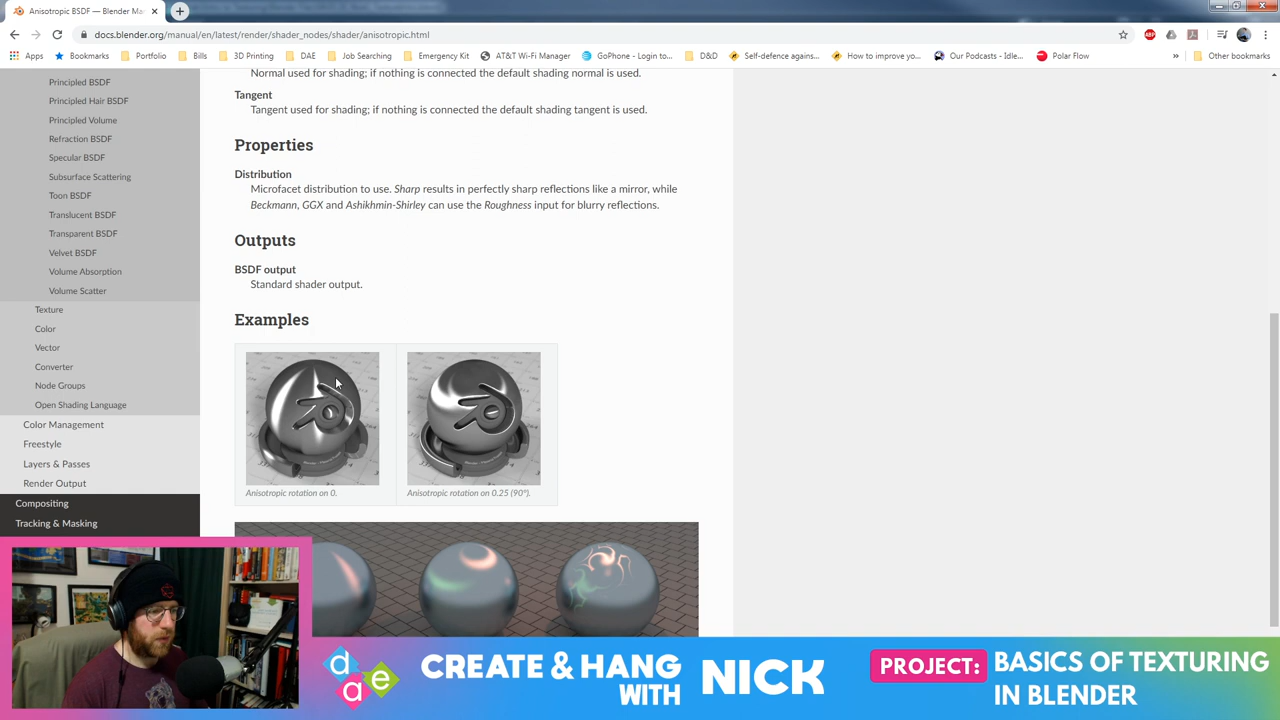 Anisotropic BSDF — Blender Ma
docs.blender.org/manual/en/latest/render/shader_nodes/shader/anisotropic.html
Apps
Bookmarks
Portfolio
Bills
3D Printing
DAE
Job Searching
Emergency Kit
AT&T Wi-Fi Manager
GoPhone - Login to...
D&D
Self-defence agains...
How to improve yo...
Our Podcasts - Idle...
Polar Flow
»
Other bookmarks
Principled BSDF
Principled Hair BSDF
Principled Volume
Refraction BSDF
Specular BSDF
Subsurface Scattering
Toon BSDF
Translucent BSDF
Transparent BSDF
Velvet BSDF
Volume Absorption
Volume Scatter
Texture
Color
Vector
Converter
Node Groups
Open Shading Language
Color Management
Freestyle
Layers & Passes
Render Output
Compositing
Tracking & Masking
Normal used for shading; if nothing is connected the default shading normal is used.
Tangent
Tangent used for shading; if nothing is connected the default shading tangent is used.
Properties
Distribution
Microfacet distribution to use. Sharp results in perfectly sharp reflections like a mirror, while
Beckmann, GGX and Ashikhmin-Shirley can use the Roughness input for blurry reflections.
Outputs
BSDF output
Standard shader output.
Examples
Anisotropic rotation on 0.
Anisotropic rotation on 0.25 (90°).
dae
CREATE & HANG
WITH
NICK
PROJECT:
BASICS OF TEXTURING
IN BLENDER